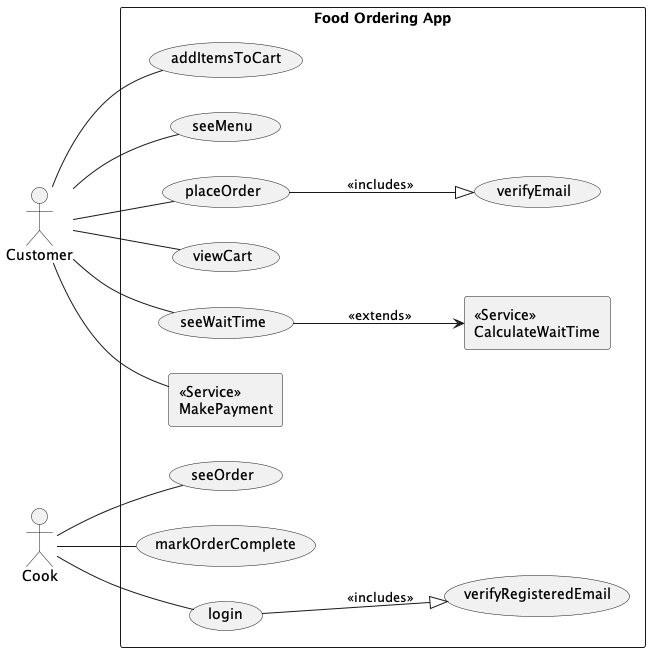 Food Ordering App
addItemsToCart
seeMenu
placeOrder
«includes»
verifyEmail
Customer
viewCart
seeWaitTime
«extends»
«Service»
CalculateWaitTime
«Service»
MakePayment
seeOrder
markOrderComplete
Cook
login
«includes»
verifyRegisteredEmail